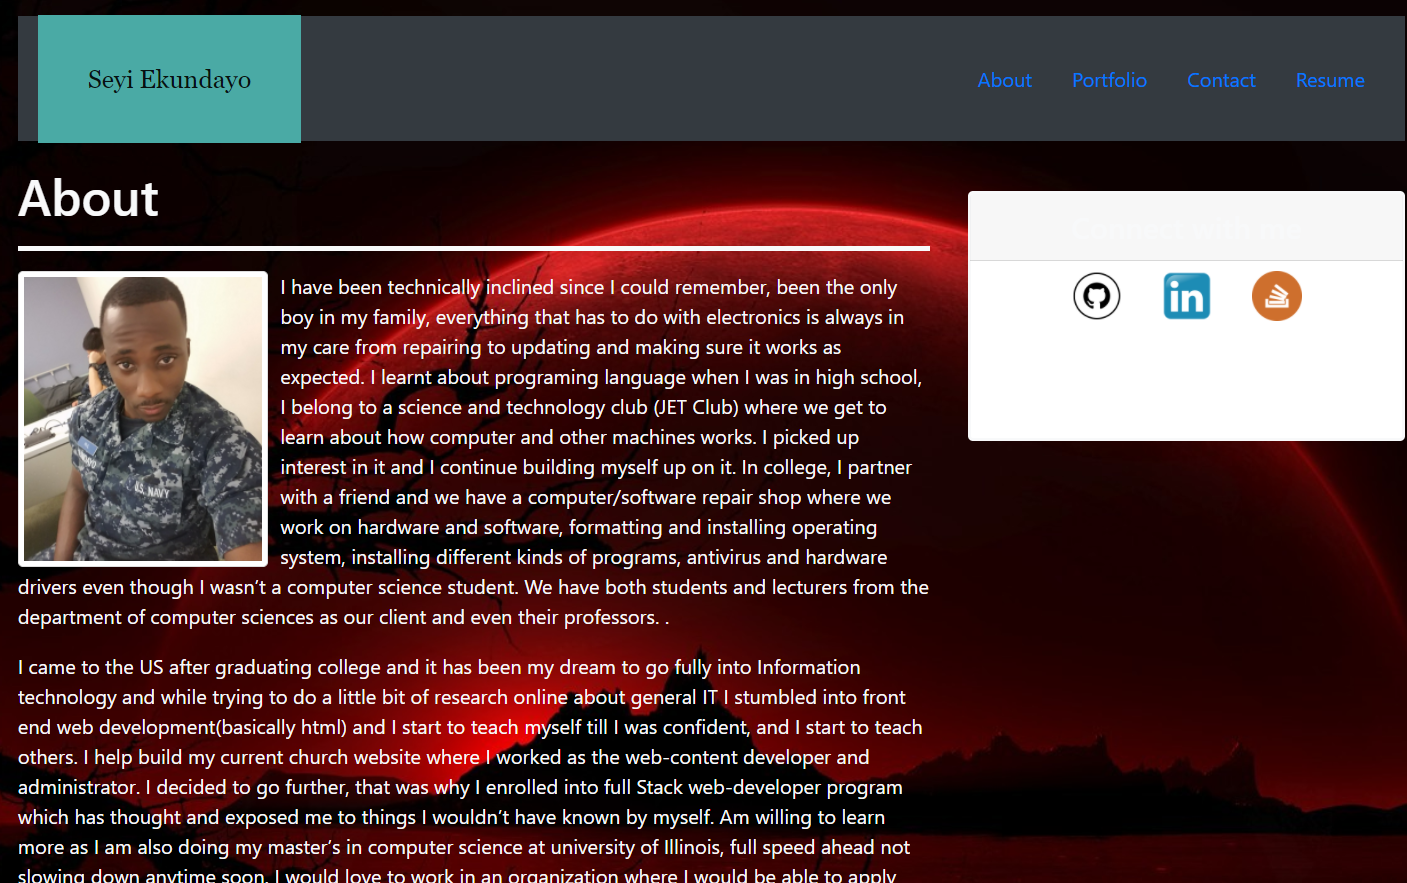 Seyi Ekundayo
About Portfolio Contact Resume
About
Connect with me
in
U.S. NAVY
I have been technically inclined since I could remember, been the only
boy in my family, everything that has to do with electronics is always in
my care from repairing to updating and making sure it works as
expected. I learnt about programing language when I was in high school,
I belong to a science and technology club (JET Club) where we get to
learn about how computer and other machines works. I picked up
interest in it and I continue building myself up on it. In college, I partner
with a friend and we have a computer/software repair shop where we
work on hardware and software, formatting and installing operating
system, installing different kinds of programs, antivirus and hardware
drivers even though I wasn’t a computer science student. We have both students and lecturers from the
department of computer sciences as our client and even their professors. .
I came to the US after graduating college and it has been my dream to go fully into Information
technology and while trying to do a little bit of research online about general IT I stumbled into front
end web development(basically html) and I start to teach myself till I was confident, and I start to teach
others. I help build my current church website where I worked as the web-content developer and
administrator. I decided to go further, that was why I enrolled into full Stack web-developer program
which has thought and exposed me to things I wouldn’t have known by myself. Am willing to learn
more as I am also doing my master’s in computer science at university of Illinois, full speed ahead not
slowing down anytime soon. I would love to work in an organization where I would be able to apply